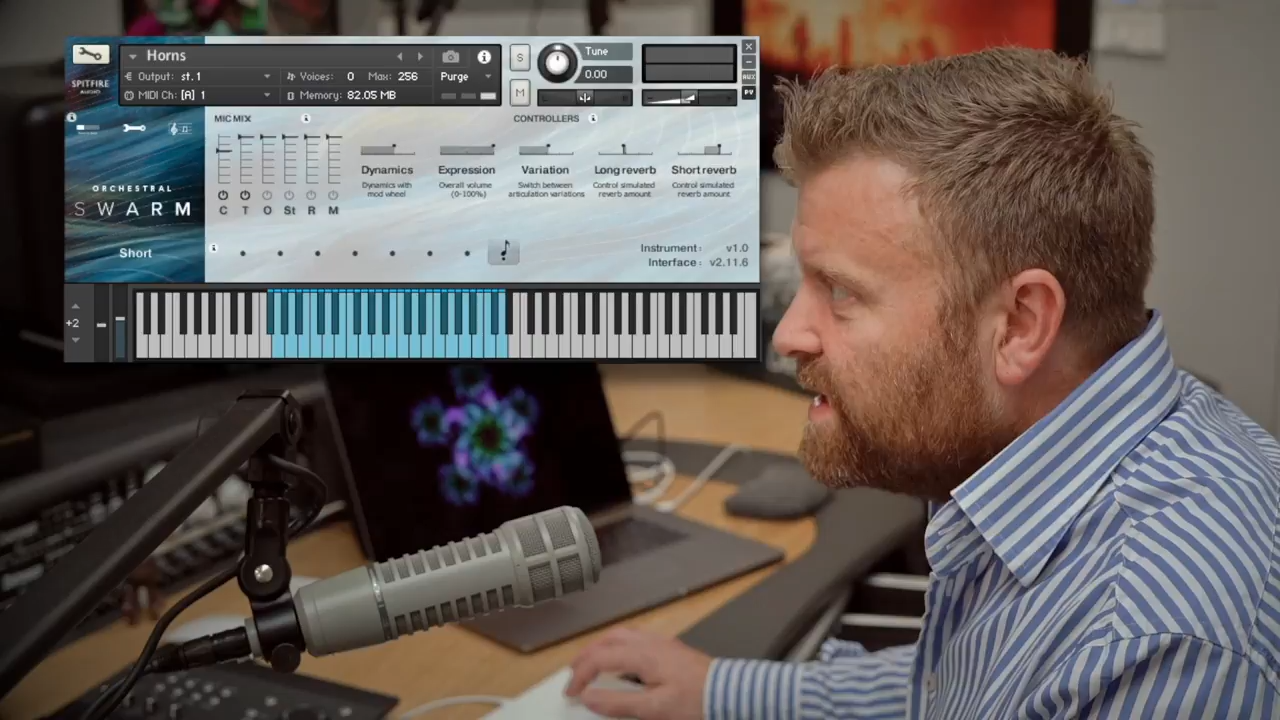 Horns
S
Tune
SPITFIRE
AUDIO
Output: st.1
Voices: 0 Max: 256
Purge
0.00
AUX
MIDI Ch: [A] 1
Memory: 82.05 MB
M
PV
MIC MIX
CONTROLLERS
ORCHESTRAL
SWARM
Short
Dynamics
Expression
Variation
Long reverb
Short reverb
Dynamics with
mod wheel
Overall volume
(0-100%)
Switch between
articulation variations
Control simulated
reverb amount
Control simulated
reverb amount
C T O St R M
Instrument: v1.0
Interface: v2.11.6
+2